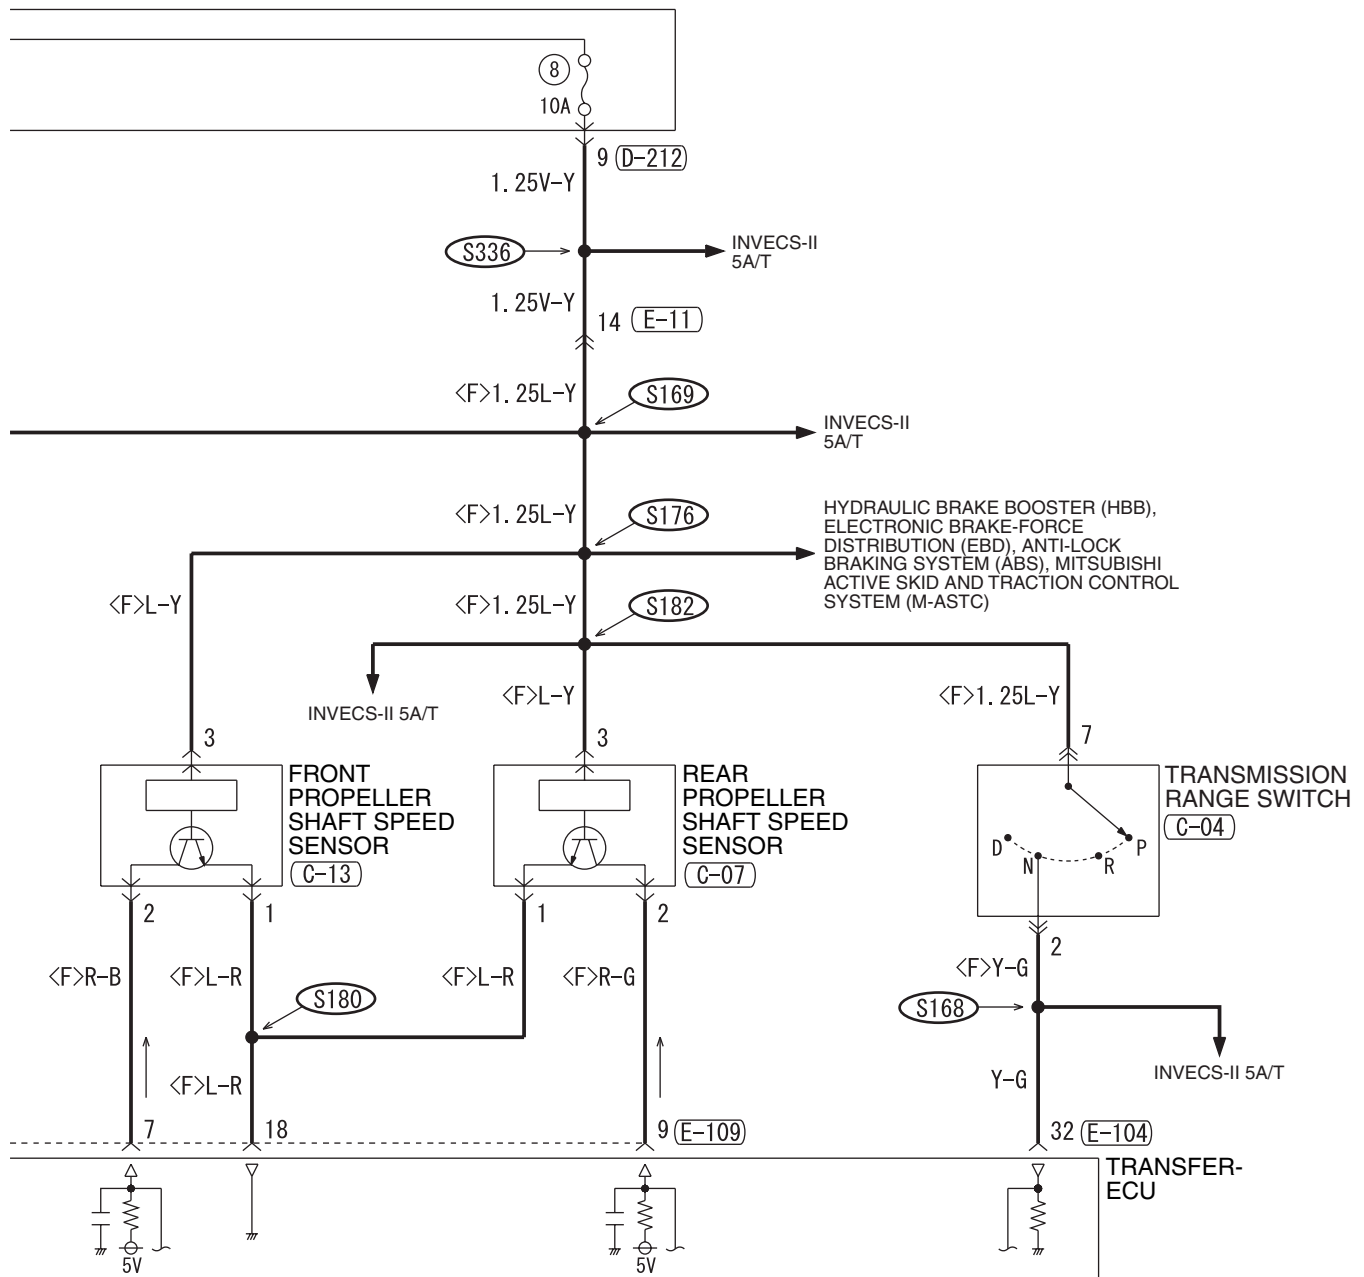 8
10A
9 D-212
1.25V-Y
S336
INVECS-II
5A/T
1.25V-Y
14 E-11
<F>1.25L-Y
S169
INVECS-II
5A/T
<F>1.25L-Y
S176
HYDRAULIC BRAKE BOOSTER (HBB),
ELECTRONIC BRAKE-FORCE
DISTRIBUTION (EBD), ANTI-LOCK
BRAKING SYSTEM (ABS), MITSUBISHI
ACTIVE SKID AND TRACTION CONTROL
SYSTEM (M-ASTC)
<F>L-Y
<F>1.25L-Y
S182
INVECS-II 5A/T
<F>L-Y
<F>1.25L-Y
3
3
7
FRONT
PROPELLER
SHAFT SPEED
SENSOR
C-13
REAR
PROPELLER
SHAFT SPEED
SENSOR
C-07
TRANSMISSION
RANGE SWITCH
C-04
D
N
R
P
2
1
1
2
2
<F>R-B
<F>L-R
<F>L-R
<F>R-G
<F>Y-G
S180
S168
<F>L-R
Y-G
INVECS-II 5A/T
7
18
9 E-109
32 E-104
TRANSFER-
ECU
5V
5V